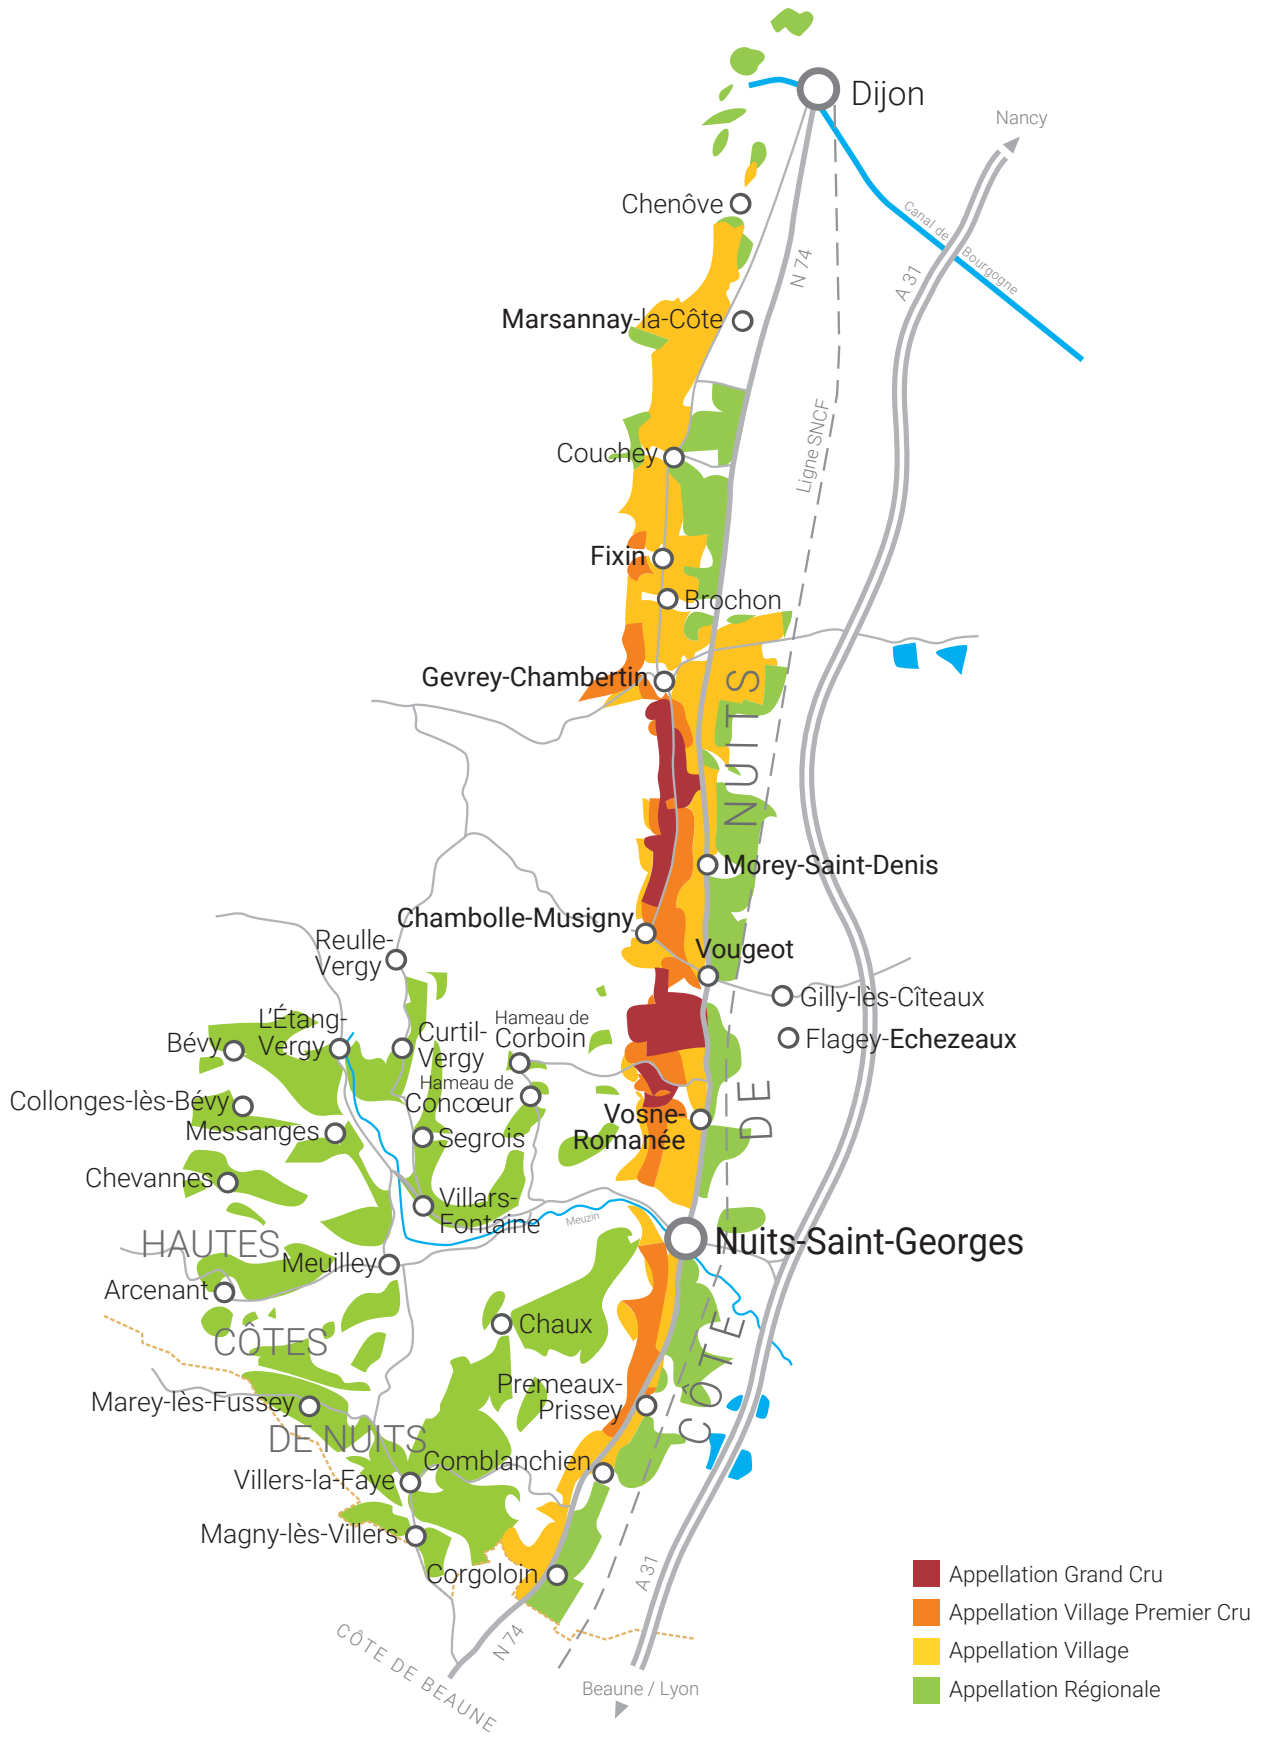 Dijon
Nancy
Chenôve
Canal de
Bourgogne
N 74
A 31
Marsannay-la-Côte
Ligne SNCF
Couchey
Fixin
Brochon
Gevrey-Chambertin
NUITS
Morey-Saint-Denis
Chambolle-Musigny
Reulle-
Vergy
Vougeot
Gilly-lès-Cîteaux
L'Étang-
Vergy
Hameau de
Corboin
Curtil-
Vergy
Bévy
Flagey-Echezeaux
Hameau de
Concœur
Collonges-lès-Bévy
DE
Vosne-
Romanée
Messanges
Segrois
Chevannes
Villars-
Fontaine
Meuzin
HAUTES
Nuits-Saint-Georges
Meuilley
Arcenant
Chaux
CÔTES
CÔTE
Premeaux-
Prissey
Marey-lès-Fussey
DE NUITS
Comblanchien
Villers-la-Faye
Magny-lès-Villers
Corgoloin
A 31
N 74
CÔTE DE BEAUNE
Beaune / Lyon
Appellation Grand Cru
Appellation Village Premier Cru
Appellation Village
Appellation Régionale